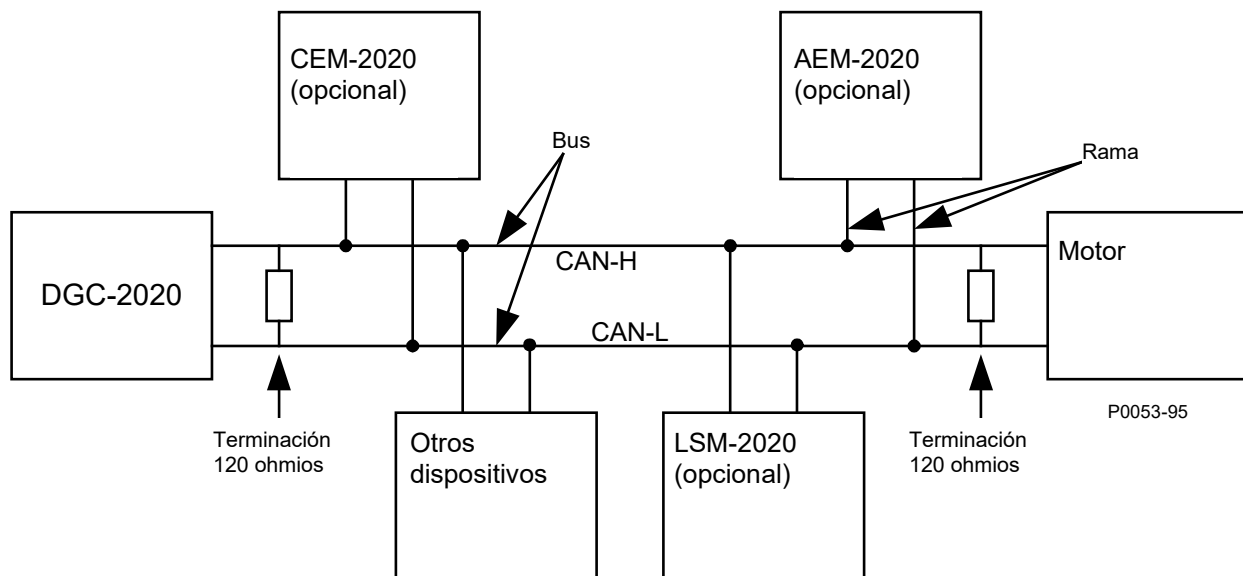 CEM-2020
(opcional)
AEM-2020
(opcional)
Bus
Rama
DGC-2020
CAN-H
Motor
CAN-L
P0053-95
Terminación
120 ohmios
Otros
dispositivos
LSM-2020
(opcional)
Terminación
120 ohmios